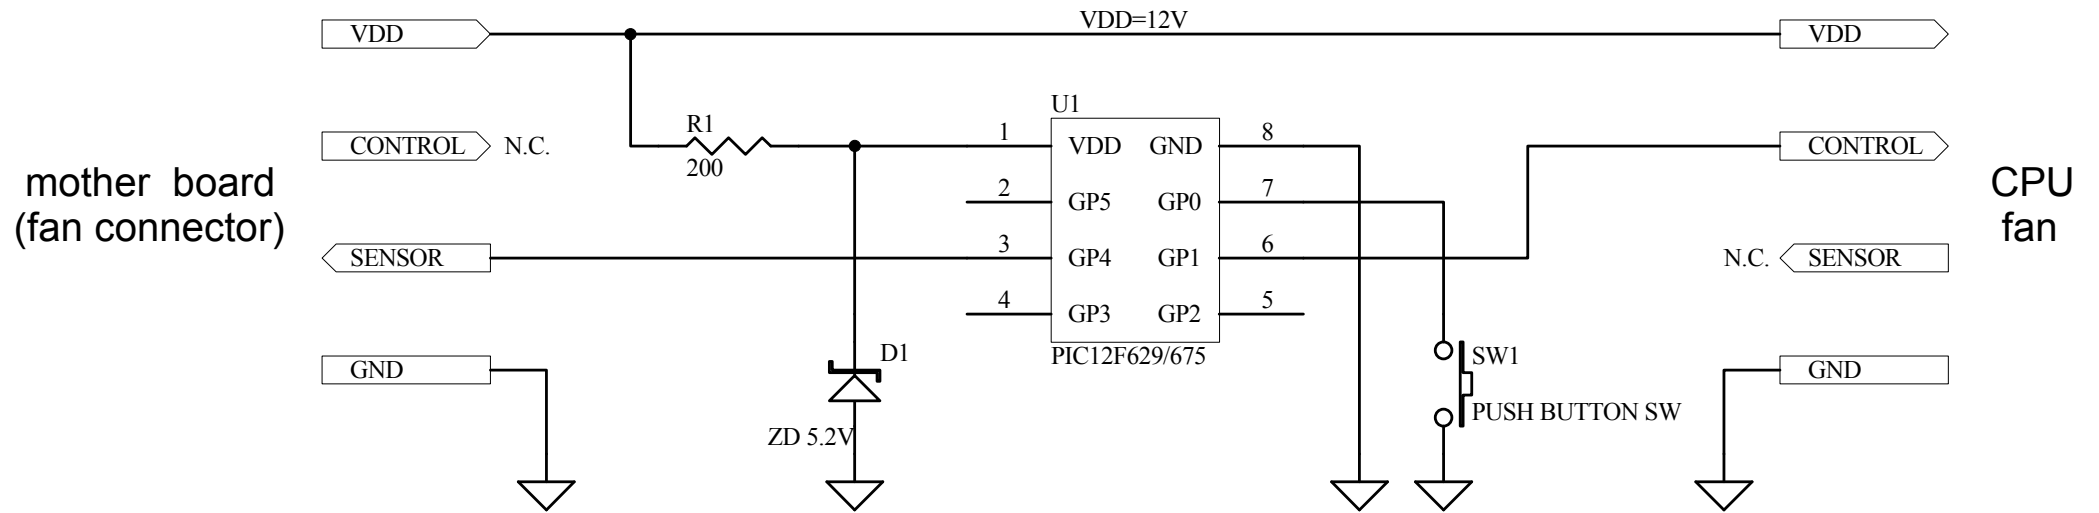 VDD=12V
VDD
VDD
U1
R1
200
CONTROL
N.C.
1
VDD
GND
8
CONTROL
mother board
(fan connector)
2
GP5
GP0
7
CPU
fan
SENSOR
3
GP4
GP1
6
N.C.
SENSOR
4
GP3
GP2
5
PIC12F629/675
GND
D1
ZD 5.2V
SW1
PUSH BUTTON SW
GND